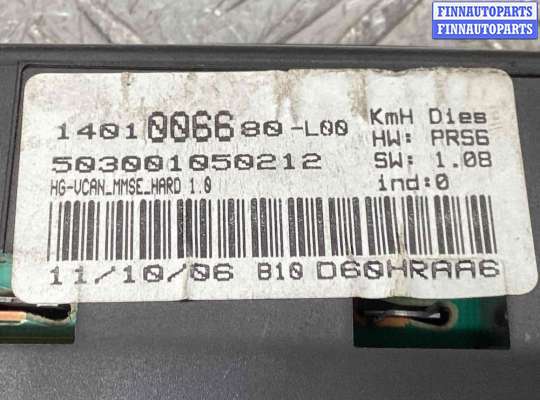 FINNAUTOPARTS
FINNAUTOPARTS
FINNAUTOPARTS
1401006680-L00
503001050212
HG-VCAN_MMSE_HARD 1.0
KmH Dies
HW: PRS6
SW: 1.08
ind:0
11/10/06 B10 D60HRAA6